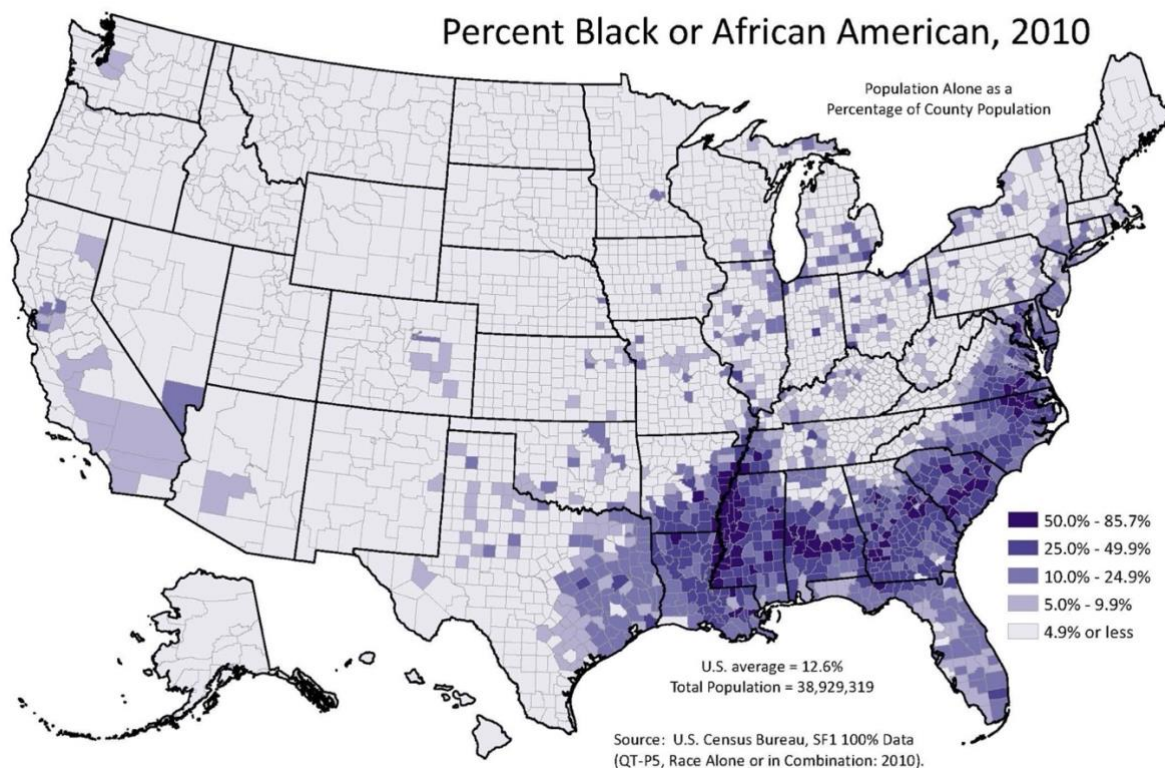 Percent Black or African American, 2010
Population Alone as a
Percentage of County Population
50.0% - 85.7%
25.0% - 49.9%
10.0% - 24.9%
5.0% - 9.9%
4.9% or less
U.S. average = 12.6%
Total Population = 38,929,319
Source: U.S. Census Bureau, SF1 100% Data
(QT-P5, Race Alone or in Combination: 2010).